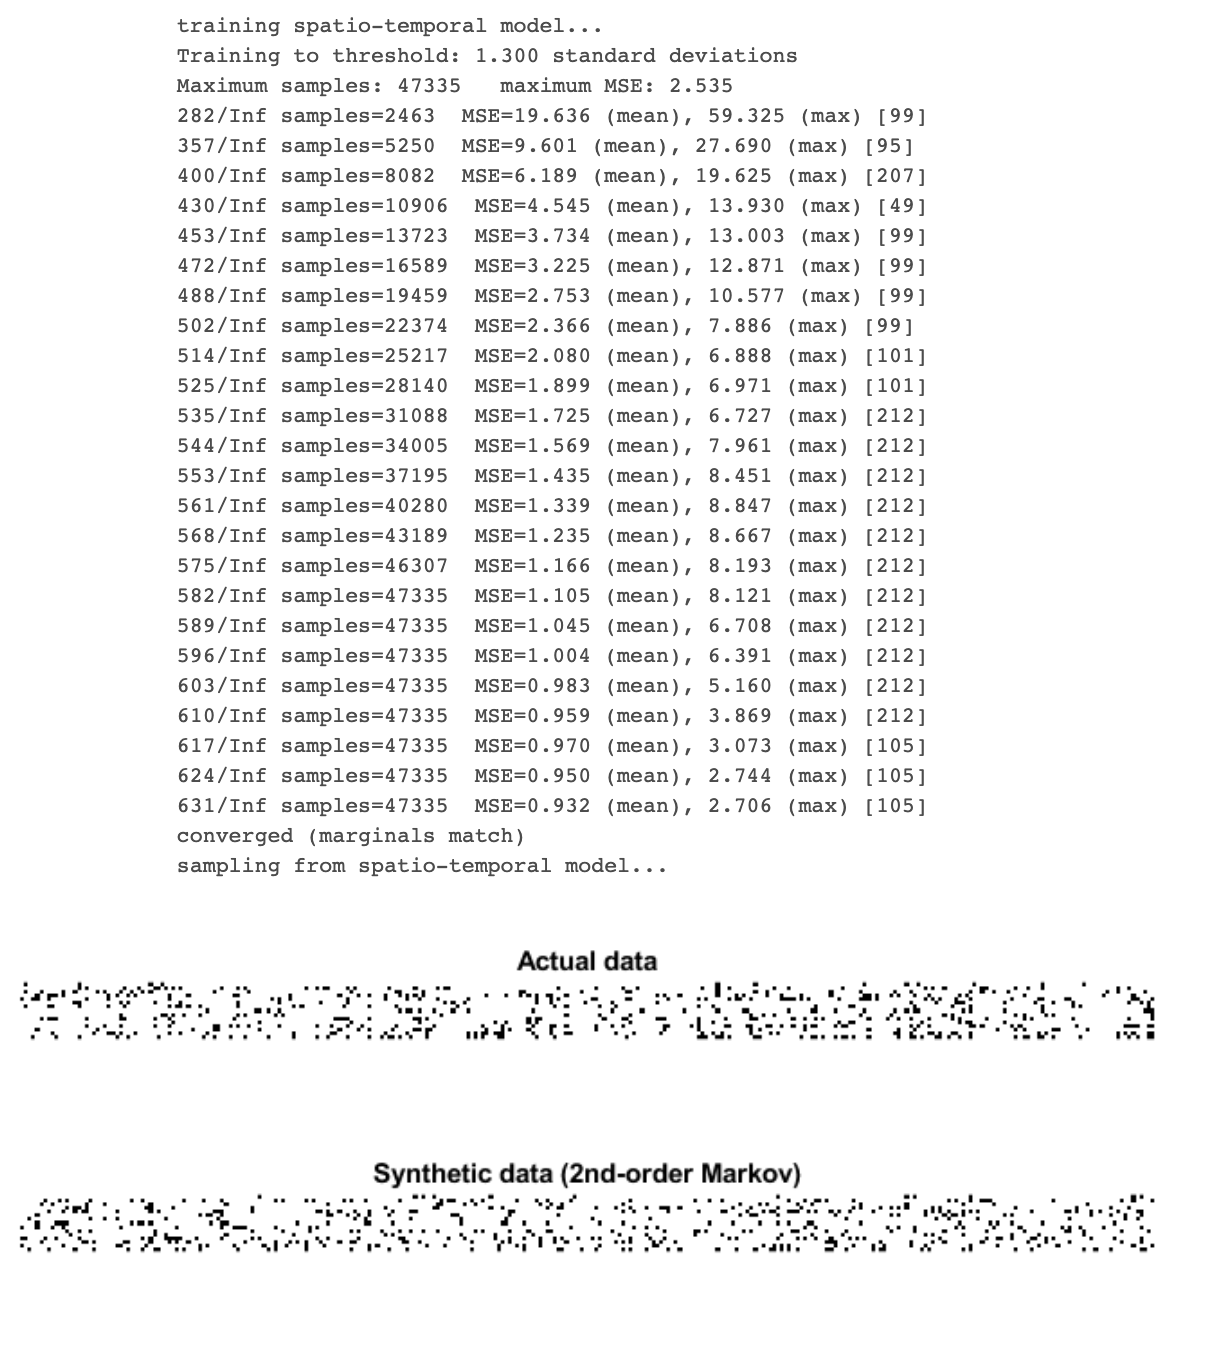 training spatio-temporal model...
Training to threshold: 1.300 standard deviations
Maximum samples: 47335   maximum MSE: 2.535
282/Inf samples=2463  MSE=19.636 (mean), 59.325 (max) [99]
357/Inf samples=5250  MSE=9.601 (mean), 27.690 (max) [95]
400/Inf samples=8082  MSE=6.189 (mean), 19.625 (max) [207]
430/Inf samples=10906  MSE=4.545 (mean), 13.930 (max) [49]
453/Inf samples=13723  MSE=3.734 (mean), 13.003 (max) [99]
472/Inf samples=16589  MSE=3.225 (mean), 12.871 (max) [99]
488/Inf samples=19459  MSE=2.753 (mean), 10.577 (max) [99]
502/Inf samples=22374  MSE=2.366 (mean), 7.886 (max) [99]
514/Inf samples=25217  MSE=2.080 (mean), 6.888 (max) [101]
525/Inf samples=28140  MSE=1.899 (mean), 6.971 (max) [101]
535/Inf samples=31088  MSE=1.725 (mean), 6.727 (max) [212]
544/Inf samples=34005  MSE=1.569 (mean), 7.961 (max) [212]
553/Inf samples=37195  MSE=1.435 (mean), 8.451 (max) [212]
561/Inf samples=40280  MSE=1.339 (mean), 8.847 (max) [212]
568/Inf samples=43189  MSE=1.235 (mean), 8.667 (max) [212]
575/Inf samples=46307  MSE=1.166 (mean), 8.193 (max) [212]
582/Inf samples=47335  MSE=1.105 (mean), 8.121 (max) [212]
589/Inf samples=47335  MSE=1.045 (mean), 6.708 (max) [212]
596/Inf samples=47335  MSE=1.004 (mean), 6.391 (max) [212]
603/Inf samples=47335  MSE=0.983 (mean), 5.160 (max) [212]
610/Inf samples=47335  MSE=0.959 (mean), 3.869 (max) [212]
617/Inf samples=47335  MSE=0.970 (mean), 3.073 (max) [105]
624/Inf samples=47335  MSE=0.950 (mean), 2.744 (max) [105]
631/Inf samples=47335  MSE=0.932 (mean), 2.706 (max) [105]
converged (marginals match)
sampling from spatio-temporal model...
Actual data
Synthetic data (2nd-order Markov)